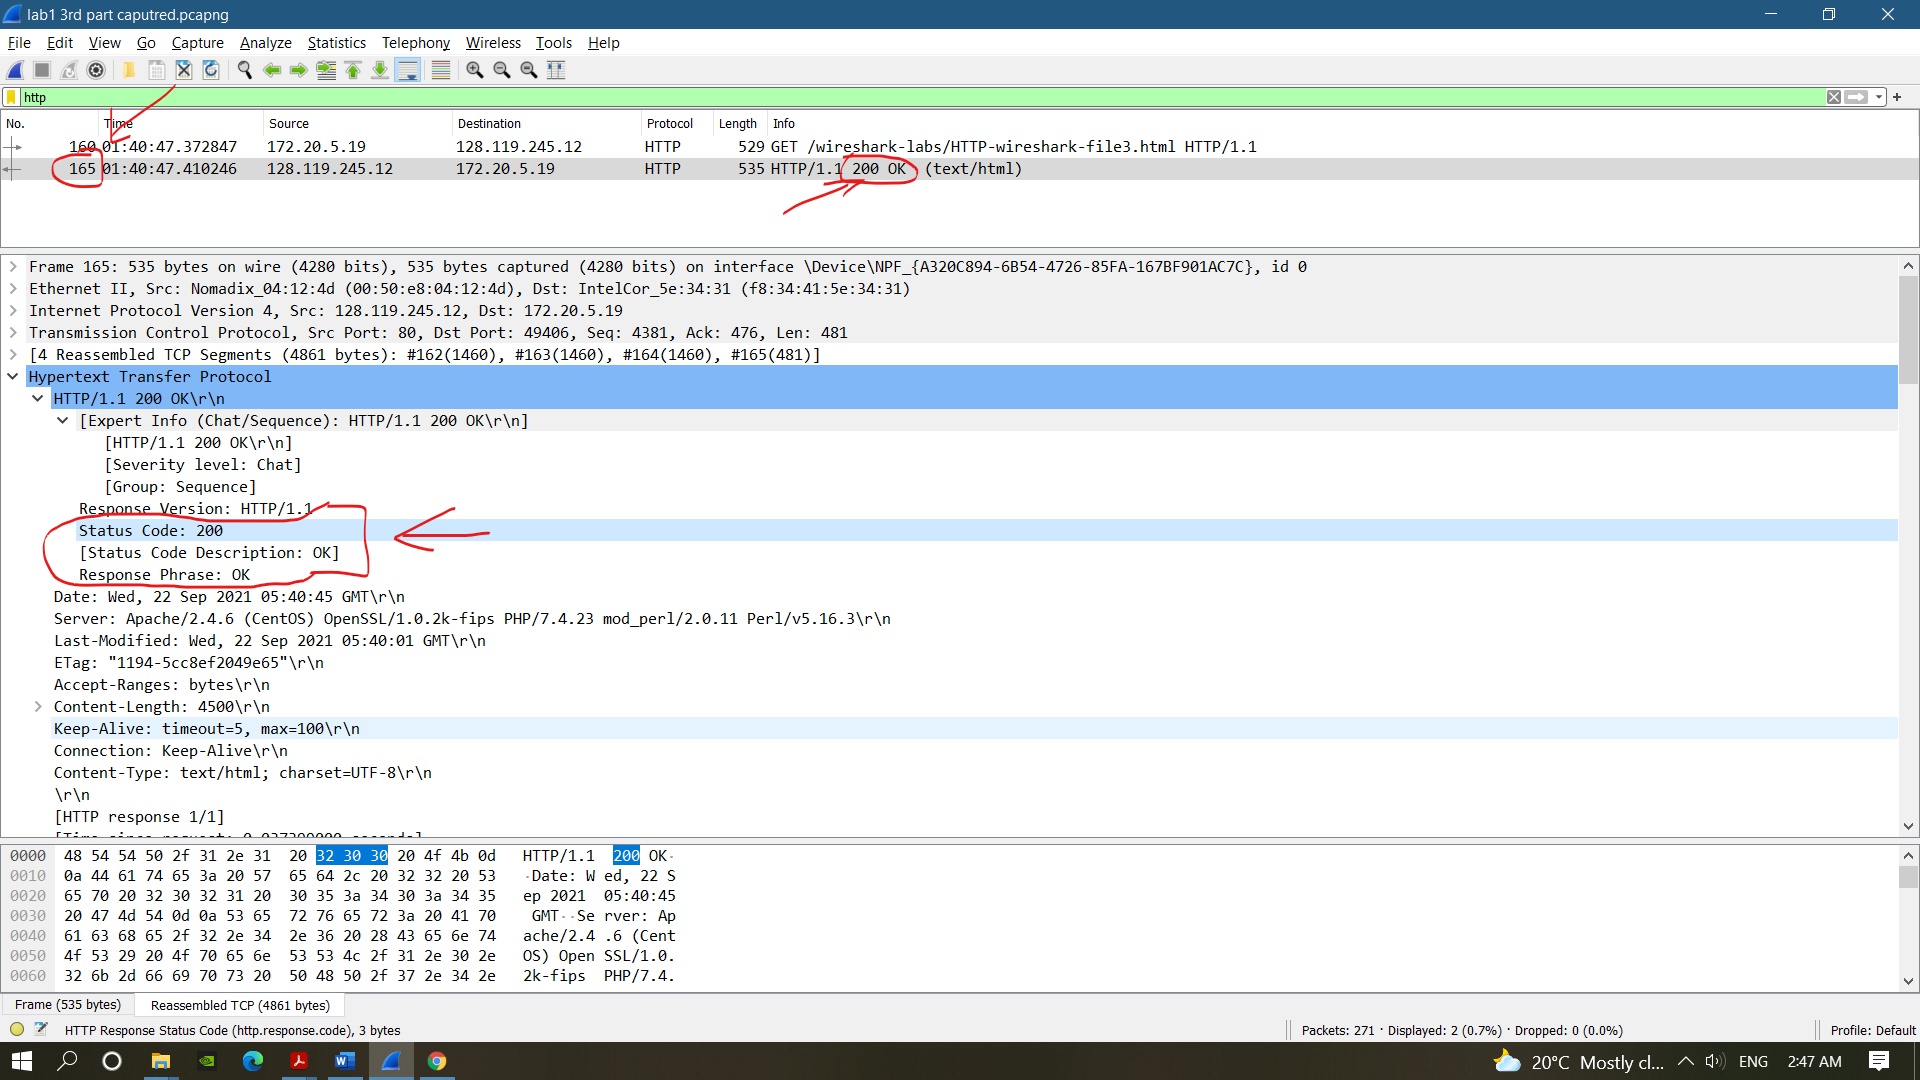 lab1 3rd part caputred.pcapng
File Edit View Go Capture Analyze Statistics Telephony Wireless Tools Help
http
No. Time Source Destination Protocol Length Info
160 01:40:47.372847 172.20.5.19 128.119.245.12 HTTP 529 GET /wireshark-labs/HTTP-wireshark-file3.html HTTP/1.1
165 01:40:47.410246 128.119.245.12 172.20.5.19 HTTP 535 HTTP/1.1 200 OK (text/html)
Frame 165: 535 bytes on wire (4280 bits), 535 bytes captured (4280 bits) on interface \Device\NPF_{A320C894-6B54-4726-85FA-167BF901AC7C}, id 0
Ethernet II, Src: Nomadix_04:12:4d (00:50:e8:04:12:4d), Dst: IntelCor_5e:34:31 (f8:34:41:5e:34:31)
Internet Protocol Version 4, Src: 128.119.245.12, Dst: 172.20.5.19
Transmission Control Protocol, Src Port: 80, Dst Port: 49406, Seq: 4381, Ack: 476, Len: 481
[4 Reassembled TCP Segments (4861 bytes): #162(1460), #163(1460), #164(1460), #165(481)]
Hypertext Transfer Protocol
HTTP/1.1 200 OK\r\n
[Expert Info (Chat/Sequence): HTTP/1.1 200 OK\r\n]
[HTTP/1.1 200 OK\r\n]
[Severity level: Chat]
[Group: Sequence]
Response Version: HTTP/1.1
Status Code: 200
[Status Code Description: OK]
Response Phrase: OK
Date: Wed, 22 Sep 2021 05:40:45 GMT\r\n
Server: Apache/2.4.6 (CentOS) OpenSSL/1.0.2k-fips PHP/7.4.23 mod_perl/2.0.11 Perl/v5.16.3\r\n
Last-Modified: Wed, 22 Sep 2021 05:40:01 GMT\r\n
ETag: "1194-5cc8ef2049e65"\r\n
Accept-Ranges: bytes\r\n
Content-Length: 4500\r\n
Keep-Alive: timeout=5, max=100\r\n
Connection: Keep-Alive\r\n
Content-Type: text/html; charset=UTF-8\r\n
\r\n
[HTTP response 1/1]
[Time since request: 0.037399000 seconds]
0000 48 54 54 50 2f 31 2e 31 20 32 30 30 20 4f 4b 0d HTTP/1.1 200 OK·
0010 0a 44 61 74 65 3a 20 57 65 64 2c 20 32 32 20 53 ·Date: W ed, 22 S
0020 65 70 20 32 30 32 31 20 30 35 3a 34 30 3a 34 35 ep 2021 05:40:45
0030 20 47 4d 54 0d 0a 53 65 72 76 65 72 3a 20 41 70 GMT··Se rver: Ap
0040 61 63 68 65 2f 32 2e 34 2e 36 20 28 43 65 6e 74 ache/2.4 .6 (Cent
0050 4f 53 29 20 4f 70 65 6e 53 53 4c 2f 31 2e 30 2e OS) Open SSL/1.0.
0060 32 6b 2d 66 69 70 73 20 50 48 50 2f 37 2e 34 2e 2k-fips PHP/7.4.
Frame (535 bytes) Reassembled TCP (4861 bytes)
HTTP Response Status Code (http.response.code), 3 bytes Packets: 271 · Displayed: 2 (0.7%) · Dropped: 0 (0.0%) Profile: Default
20°C Mostly cl... ENG 2:47 AM